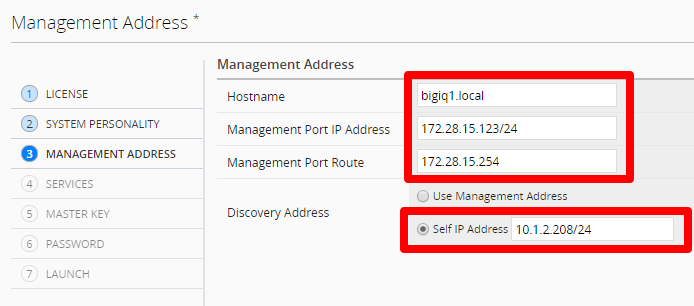 Management Address *
1 LICENSE
2 SYSTEM PERSONALITY
3 MANAGEMENT ADDRESS
4 SERVICES
5 MASTER KEY
6 PASSWORD
7 LAUNCH
Management Address
Hostname bigiq1.local
Management Port IP Address 172.28.15.123/24
Management Port Route 172.28.15.254
Discovery Address
Use Management Address
Self IP Address 10.1.2.208/24